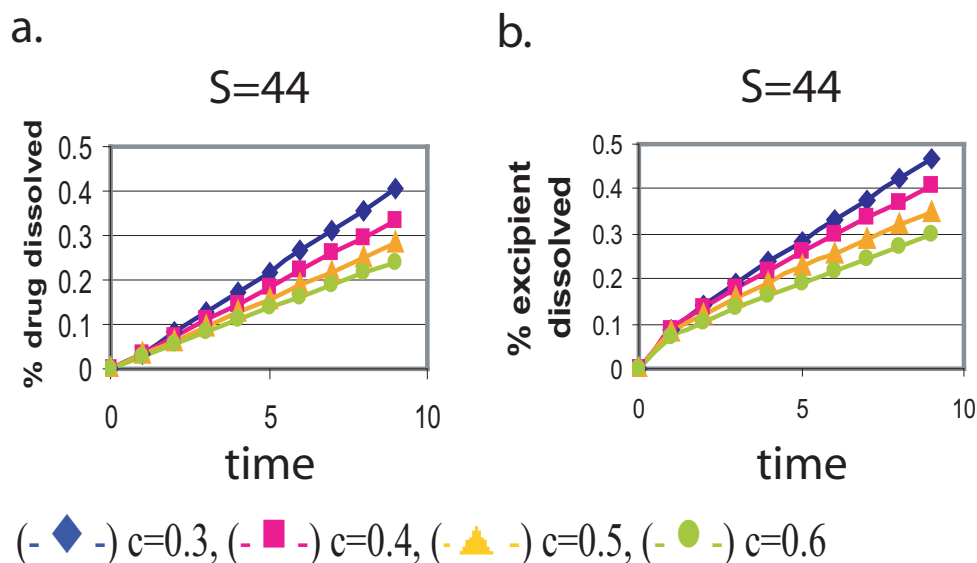 a.
S=44
% drug dissolved
0.5
0.4
0.3
0.2
0.1
0
0
5
10
time
b.
S=44
% excipient
dissolved
0.5
0.4
0.3
0.2
0.1
0
0
5
10
time
(- -) c=0.3, (- -) c=0.4, (- -) c=0.5, (- -) c=0.6